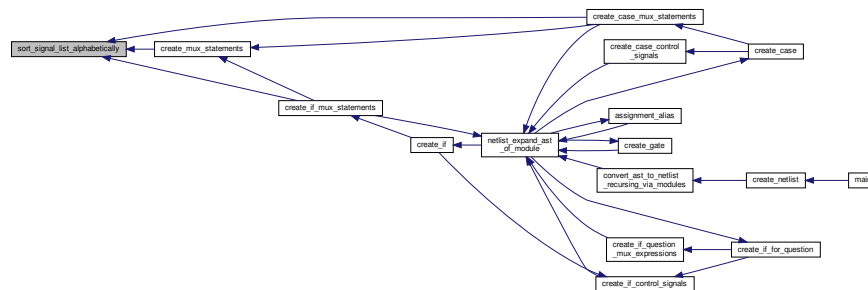 create_case_mux_statements
sort_signal_list_alphabetically
create_mux_statements
create_case_control
_signals
create_case
create_if_mux_statements
assignment_alias
create_if
netlist_expand_ast
_of_module
create_gate
convert_ast_to_netlist
_recursing_via_modules
create_netlist
main
create_if_question
_mux_expressions
create_if_for_question
create_if_control_signals